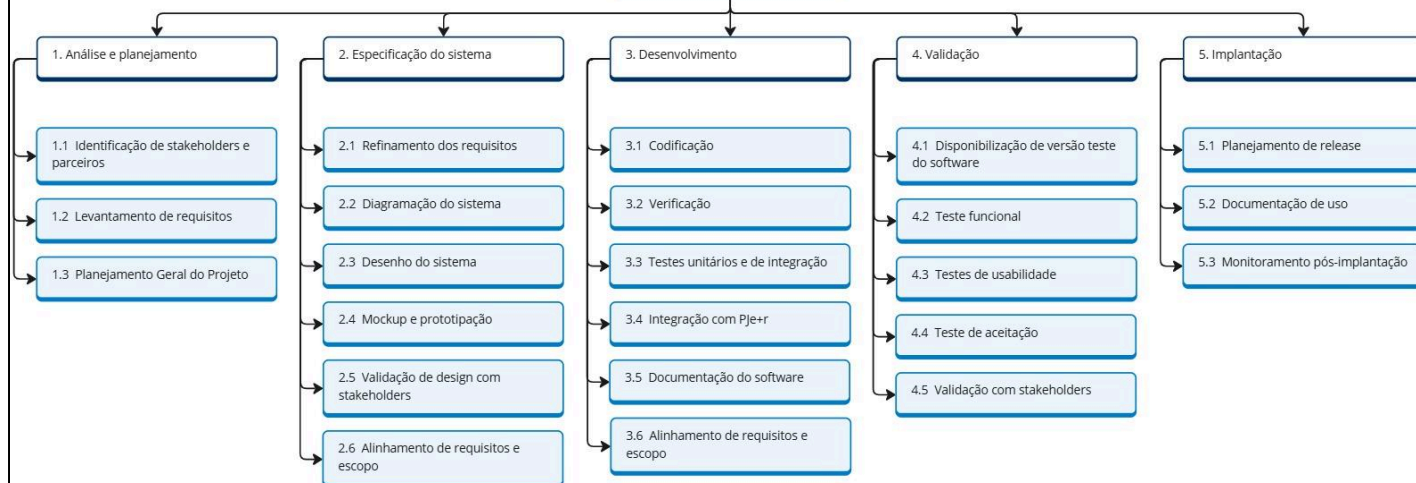 1. Análise e planejamento
1.1 Identificação de stakeholders e
parceiros
1.2 Levantamento de requisitos
1.3 Planejamento Geral do Projeto
2. Especificação do sistema
2.1 Refinamento dos requisitos
2.2 Diagramação do sistema
2.3 Desenho do sistema
2.4 Mockup e prototipação
2.5 Validação de design com
stakeholders
2.6 Alinhamento de requisitos e
escopo
3. Desenvolvimento
3.1 Codificação
3.2 Verificação
3.3 Testes unitários e de integração
3.4 Integração com PJe+r
3.5 Documentação do software
3.6 Alinhamento de requisitos e
escopo
4. Validação
4.1 Disponibilização de versão teste
do software
4.2 Teste funcional
4.3 Testes de usabilidade
4.4 Teste de aceitação
4.5 Validação com stakeholders
5. Implantação
5.1 Planejamento de release
5.2 Documentação de uso
5.3 Monitoramento pós-implantação